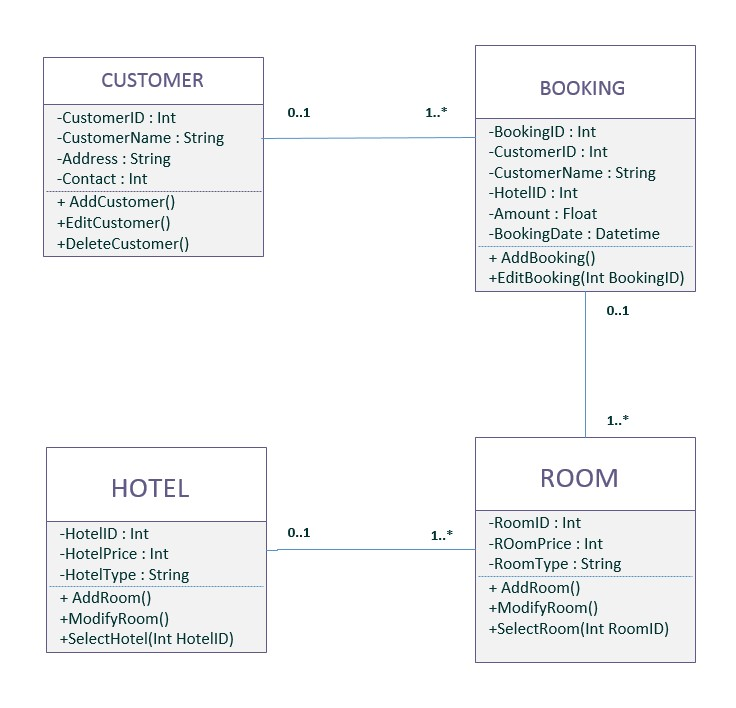 CUSTOMER
-CustomerID : Int
-CustomerName : String
-Address : String
-Contact : Int
+ AddCustomer()
+EditCustomer()
+DeleteCustomer()
0..1
1..*
BOOKING
-BookingID : Int
-CustomerID : Int
-CustomerName : String
-HotelID : Int
-Amount : Float
-BookingDate : Datetime
+ AddBooking()
+EditBooking(Int BookingID)
0..1
1..*
HOTEL
-HotelID : Int
-HotelPrice : Int
-HotelType : String
+ AddRoom()
+ModifyRoom()
+SelectHotel(Int HotelID)
0..1
1..*
ROOM
-RoomID : Int
-ROomPrice : Int
-RoomType : String
+ AddRoom()
+ModifyRoom()
+SelectRoom(Int RoomID)